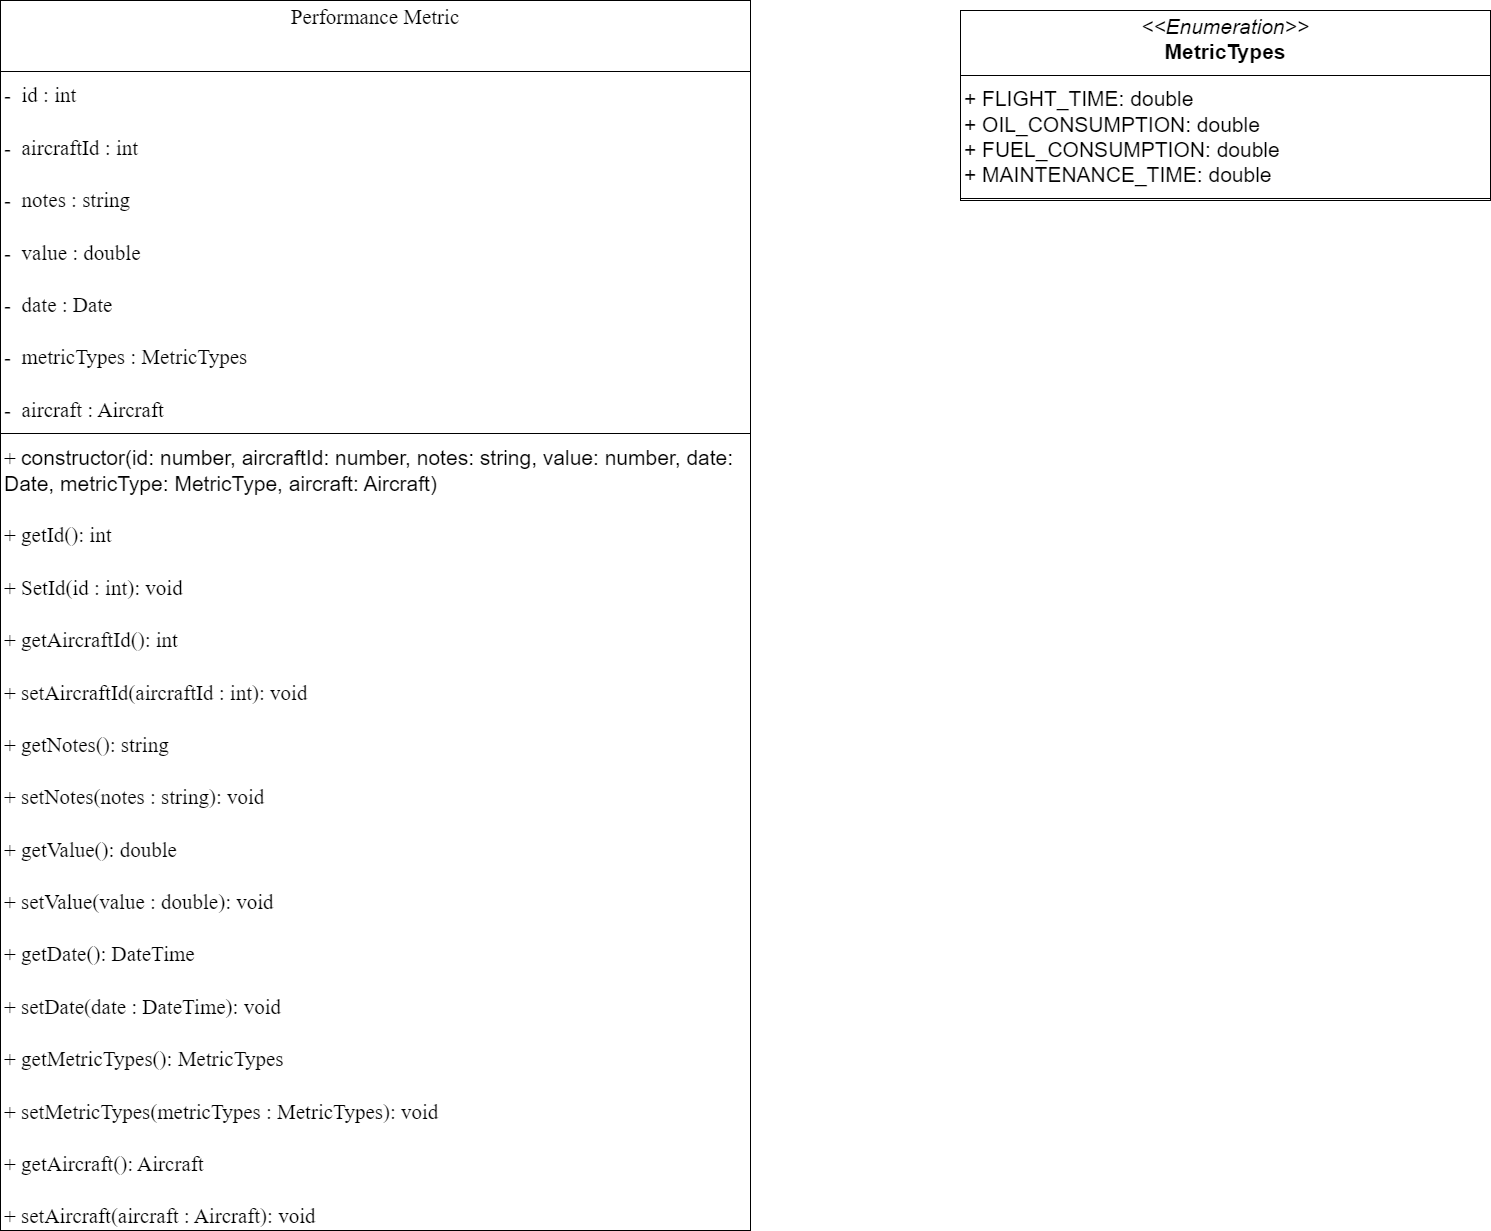 Performance Metric
- id : int
- aircraftId : int
- notes : string
- value : double
- date : Date
- metricTypes : MetricTypes
- aircraft : Aircraft
+ constructor(id: number, aircraftId: number, notes: string, value: number, date:
Date, metricType: MetricType, aircraft: Aircraft)
+ getId(): int
+ SetId(id : int): void
+ getAircraftId(): int
+ setAircraftId(aircraftId : int): void
+ getNotes(): string
+ setNotes(notes : string): void
+ getValue(): double
+ setValue(value : double): void
+ getDate(): DateTime
+ setDate(date : DateTime): void
+ getMetricTypes(): MetricTypes
+ setMetricTypes(metricTypes : MetricTypes): void
+ getAircraft(): Aircraft
+ setAircraft(aircraft : Aircraft): void
<<Enumeration>>
MetricTypes
+ FLIGHT_TIME: double
+ OIL_CONSUMPTION: double
+ FUEL_CONSUMPTION: double
+ MAINTENANCE_TIME: double